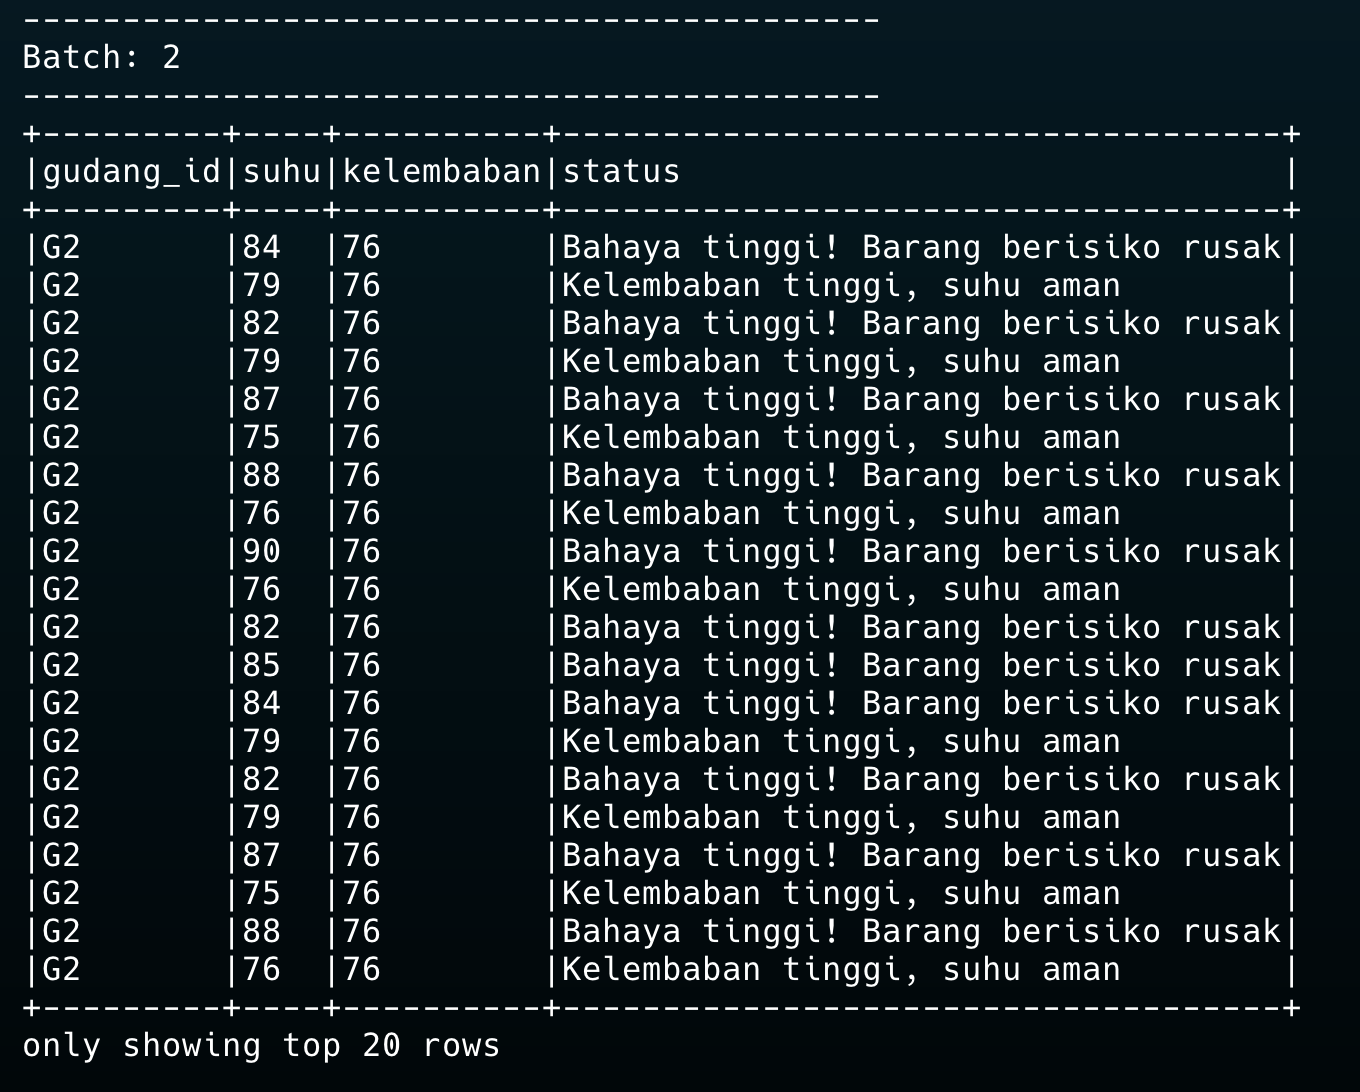 -------------------------------------------
Batch: 2
-------------------------------------------
+---------+----+----------+------------------------------------+
|gudang_id|suhu|kelembaban|status                              |
+---------+----+----------+------------------------------------+
|G2       |84  |76        |Bahaya tinggi! Barang berisiko rusak|
|G2       |79  |76        |Kelembaban tinggi, suhu aman        |
|G2       |82  |76        |Bahaya tinggi! Barang berisiko rusak|
|G2       |79  |76        |Kelembaban tinggi, suhu aman        |
|G2       |87  |76        |Bahaya tinggi! Barang berisiko rusak|
|G2       |75  |76        |Kelembaban tinggi, suhu aman        |
|G2       |88  |76        |Bahaya tinggi! Barang berisiko rusak|
|G2       |76  |76        |Kelembaban tinggi, suhu aman        |
|G2       |90  |76        |Bahaya tinggi! Barang berisiko rusak|
|G2       |76  |76        |Kelembaban tinggi, suhu aman        |
|G2       |82  |76        |Bahaya tinggi! Barang berisiko rusak|
|G2       |85  |76        |Bahaya tinggi! Barang berisiko rusak|
|G2       |84  |76        |Bahaya tinggi! Barang berisiko rusak|
|G2       |79  |76        |Kelembaban tinggi, suhu aman        |
|G2       |82  |76        |Bahaya tinggi! Barang berisiko rusak|
|G2       |79  |76        |Kelembaban tinggi, suhu aman        |
|G2       |87  |76        |Bahaya tinggi! Barang berisiko rusak|
|G2       |75  |76        |Kelembaban tinggi, suhu aman        |
|G2       |88  |76        |Bahaya tinggi! Barang berisiko rusak|
|G2       |76  |76        |Kelembaban tinggi, suhu aman        |
+---------+----+----------+------------------------------------+
only showing top 20 rows